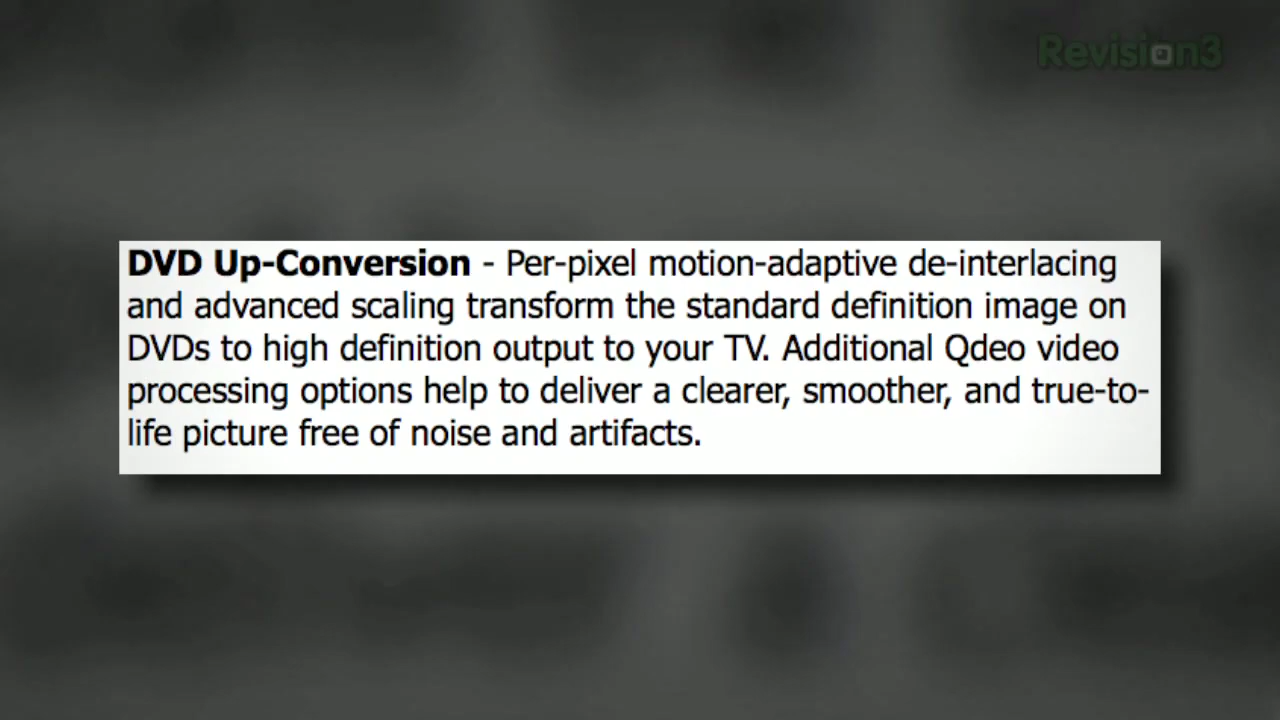 Revision3
DVD Up-Conversion - Per-pixel motion-adaptive de-interlacing
and advanced scaling transform the standard definition image on
DVDs to high definition output to your TV. Additional Qdeo video
processing options help to deliver a clearer, smoother, and true-to-
life picture free of noise and artifacts.